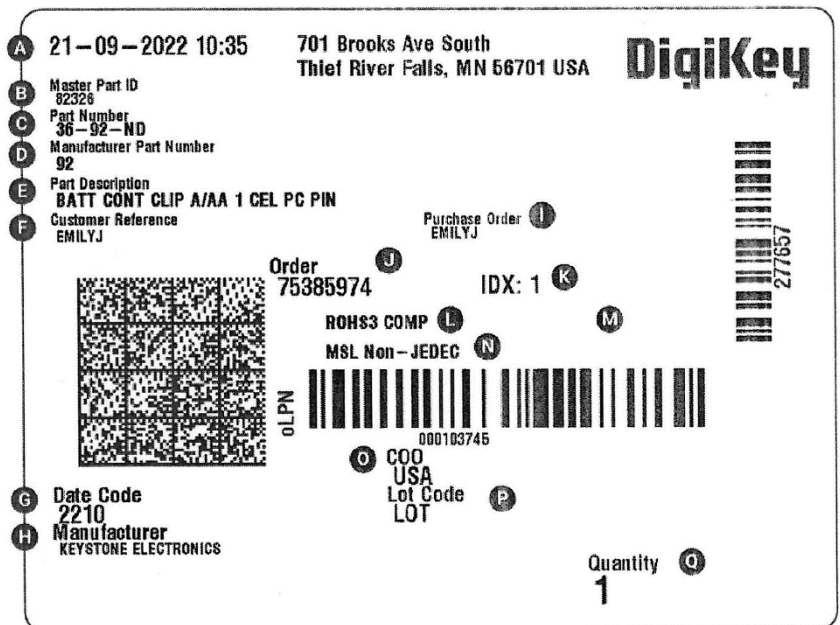 A 21-09-2022 10:35
701 Brooks Ave South
Thief River Falls, MN 56701 USA
DigiKey
B Master Part ID
82326
C Part Number
36-92-ND
D Manufacturer Part Number
92
E Part Description
BATT CONT CLIP A/AA 1 CEL PC PIN
F Customer Reference
EMILYJ
Purchase Order I
EMILYJ
277657
Order J
75385974
IDX: 1 K
ROHS3 COMP L
M
MSL Non-JEDEC N
oLPN
000103745
O COO
USA
Lot Code P
LOT
G Date Code
2210
H Manufacturer
KEYSTONE ELECTRONICS
Quantity Q
1